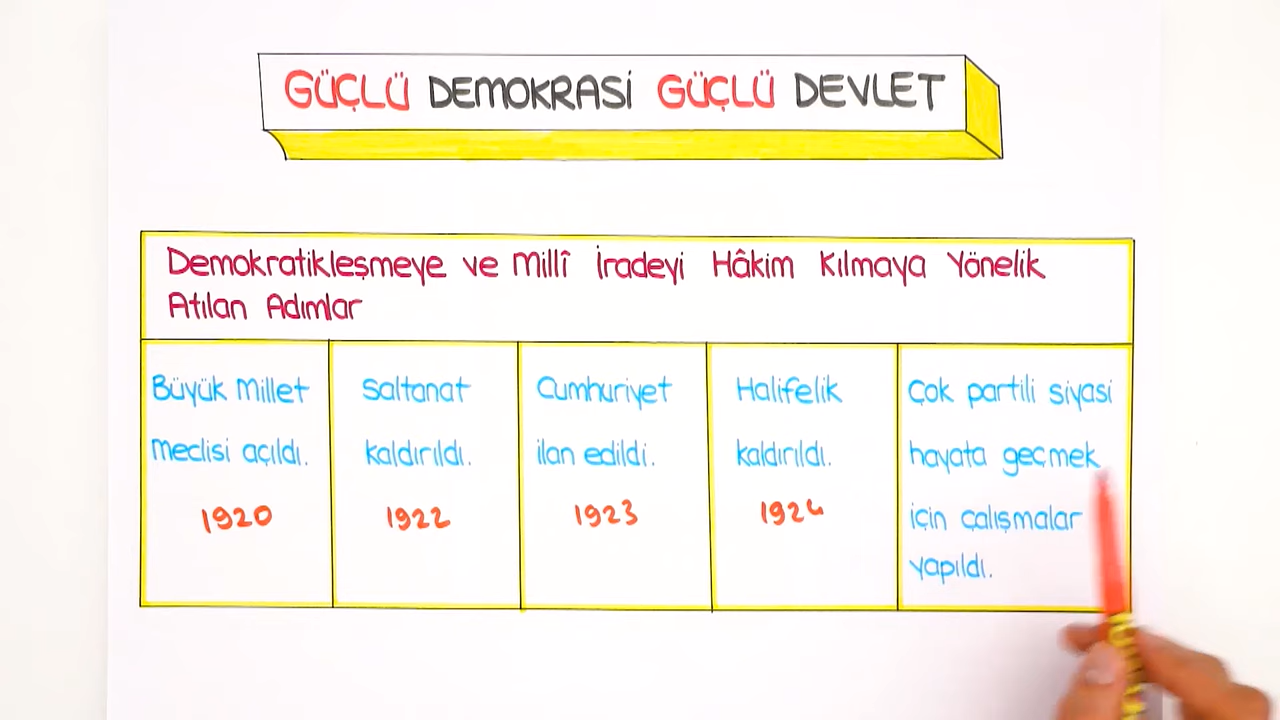 GÜÇLÜ DEMOKRASİ GÜÇLÜ DEVLET
Demokratikleşmeye ve Millî İradeyi Hâkim Kılmaya Yönelik
Atılan Adımlar
Büyük Millet
Meclisi açıldı.
1920
Saltanat
kaldırıldı.
1922
Cumhuriyet
ilan edildi.
1923
Halifelik
kaldırıldı.
1924
Çok partili siyasi
hayata geçmek
için çalışmalar
yapıldı.